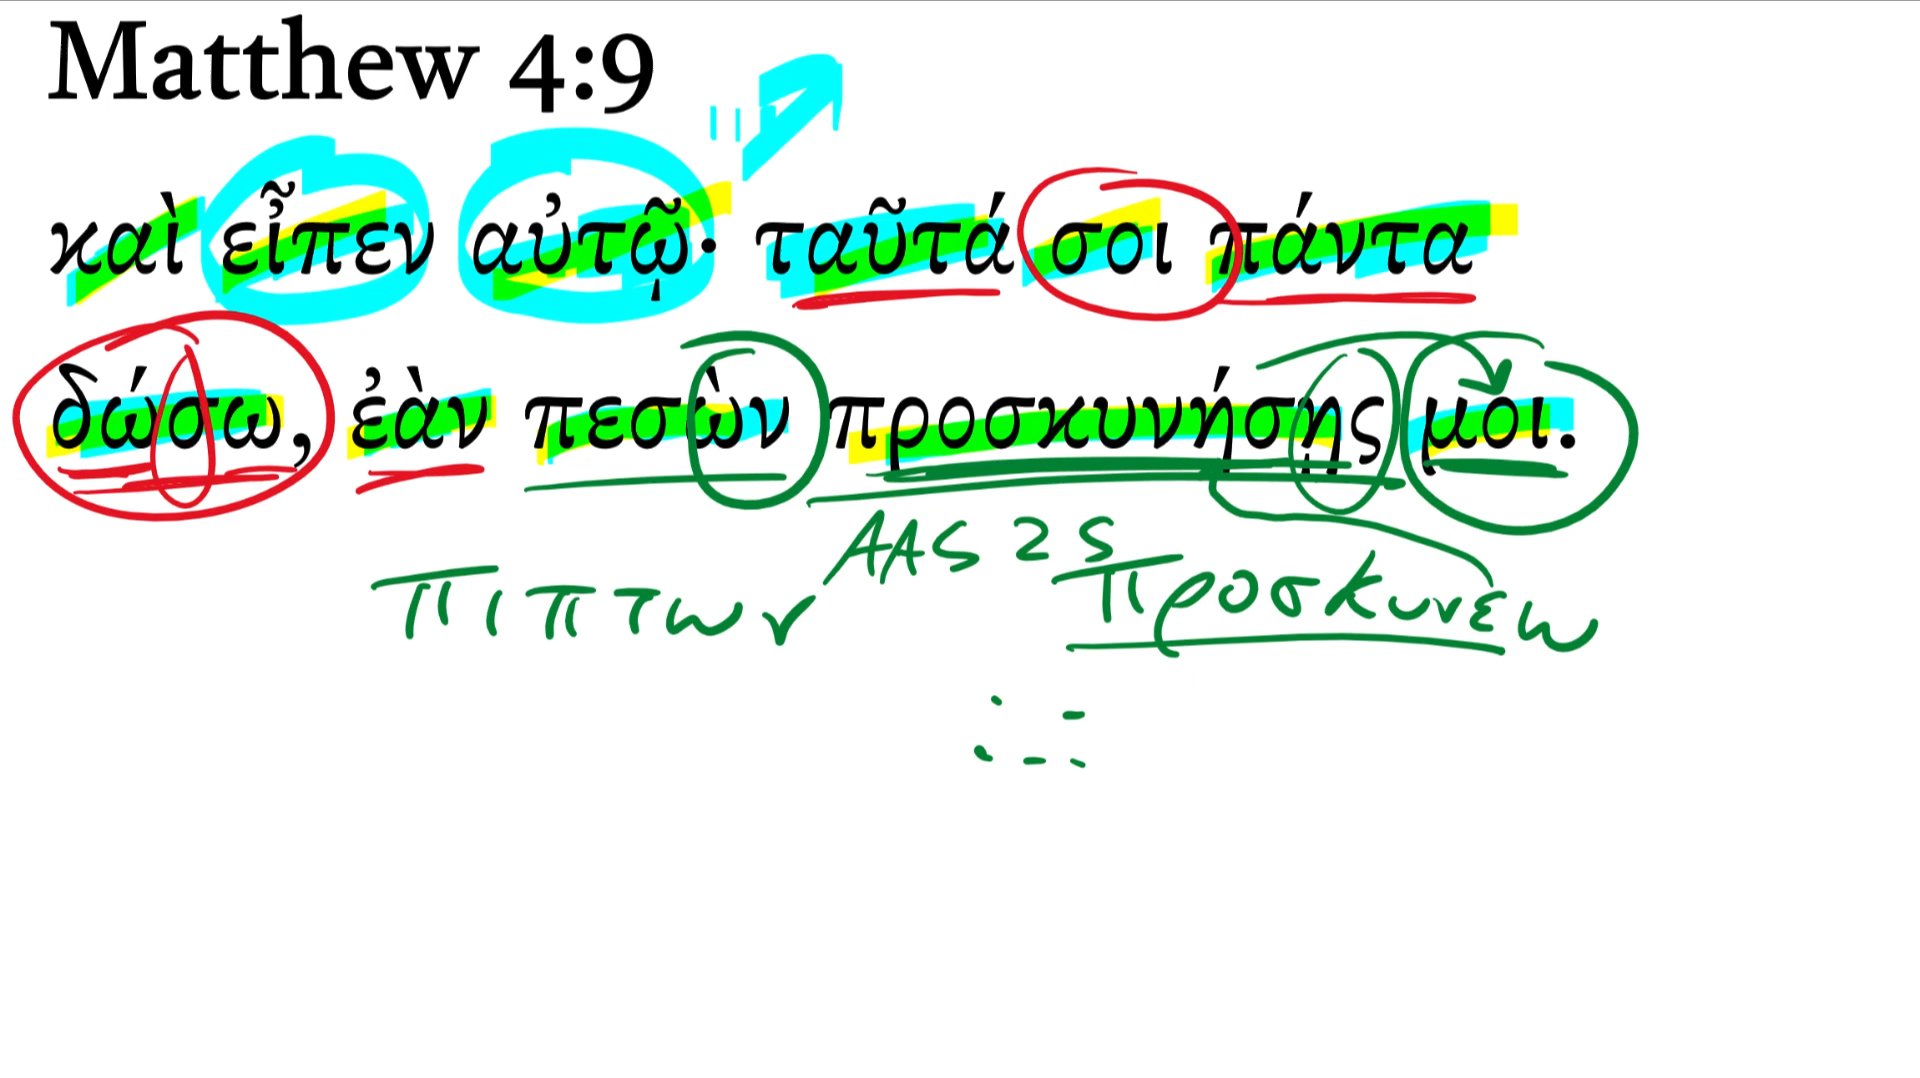 Matthew 4:9
καὶ εἶπεν αὐτῷ· ταῦτά σοι πάντα
δώσω, ἐὰν πεσὼν προσκυνήσῃς μοι.
AAS 2S
πιπτων προσκυνεω